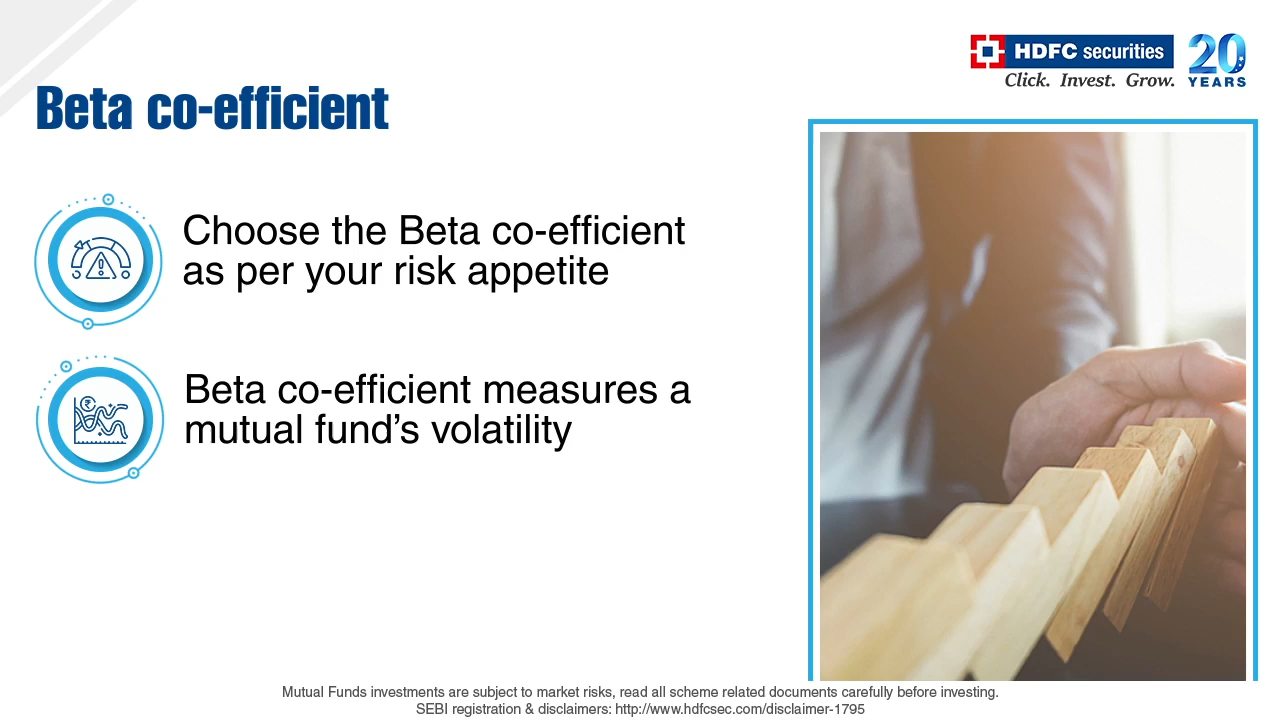 HDFC securities
Click. Invest. Grow.
20
YEARS
Beta co-efficient
Choose the Beta co-efficient
as per your risk appetite
Beta co-efficient measures a
mutual fund’s volatility
Mutual Funds investments are subject to market risks, read all scheme related documents carefully before investing.
SEBI registration & disclaimers: http://www.hdfcsec.com/disclaimer-1795